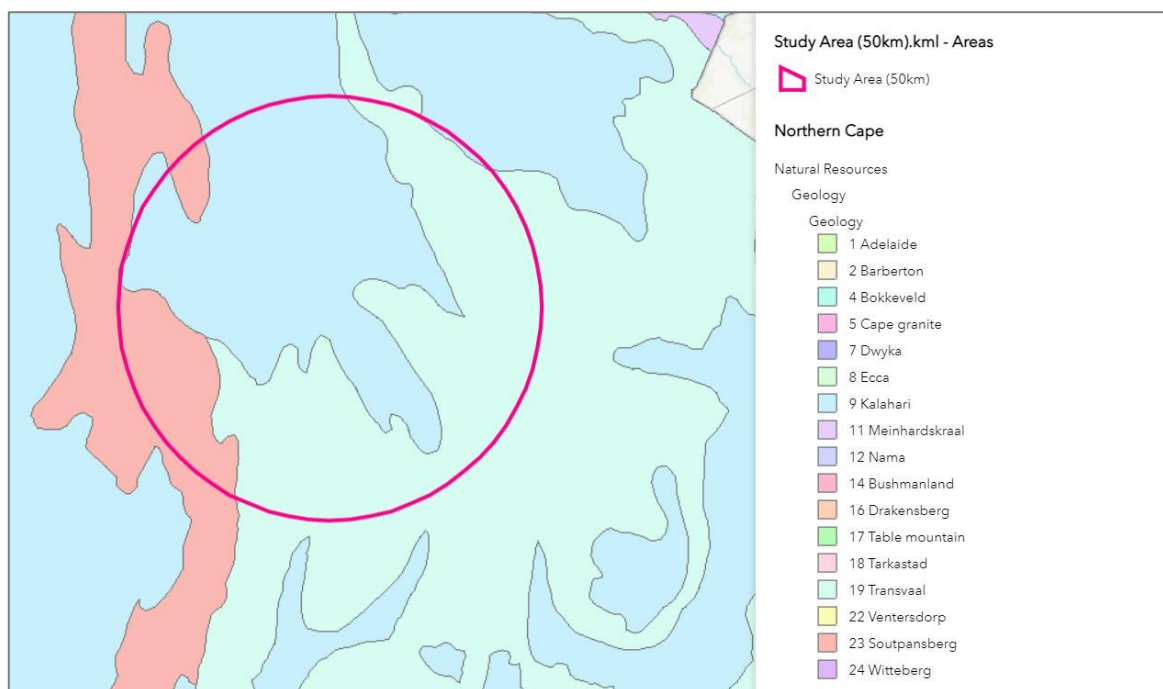 Study Area (50km).kml - Areas
Study Area (50km)
Northern Cape
Natural Resources
Geology
Geology
1 Adelaide
2 Barberton
4 Bokkeveld
5 Cape granite
7 Dwyka
8 Ecca
9 Kalahari
11 Meinhardskraal
12 Nama
14 Bushmanland
16 Drakensberg
17 Table mountain
18 Tarkastad
19 Transvaal
22 Ventersdorp
23 Soutpansberg
24 Witteberg